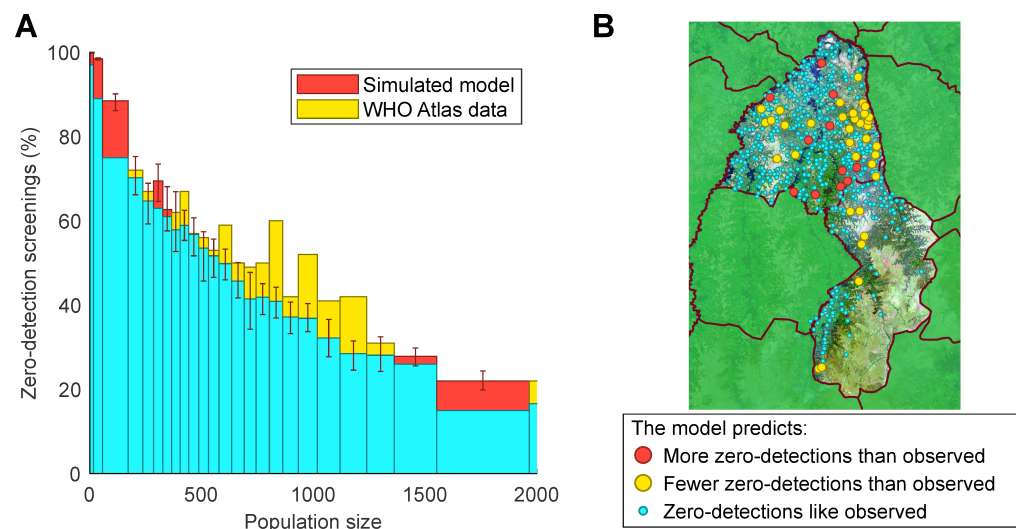 A
B
Zero-detection screenings (%)
100
80
60
40
20
0
Simulated model
WHO Atlas data
0 500 1000 1500 2000
Population size
The model predicts:
More zero-detections than observed
Fewer zero-detections than observed
Zero-detections like observed